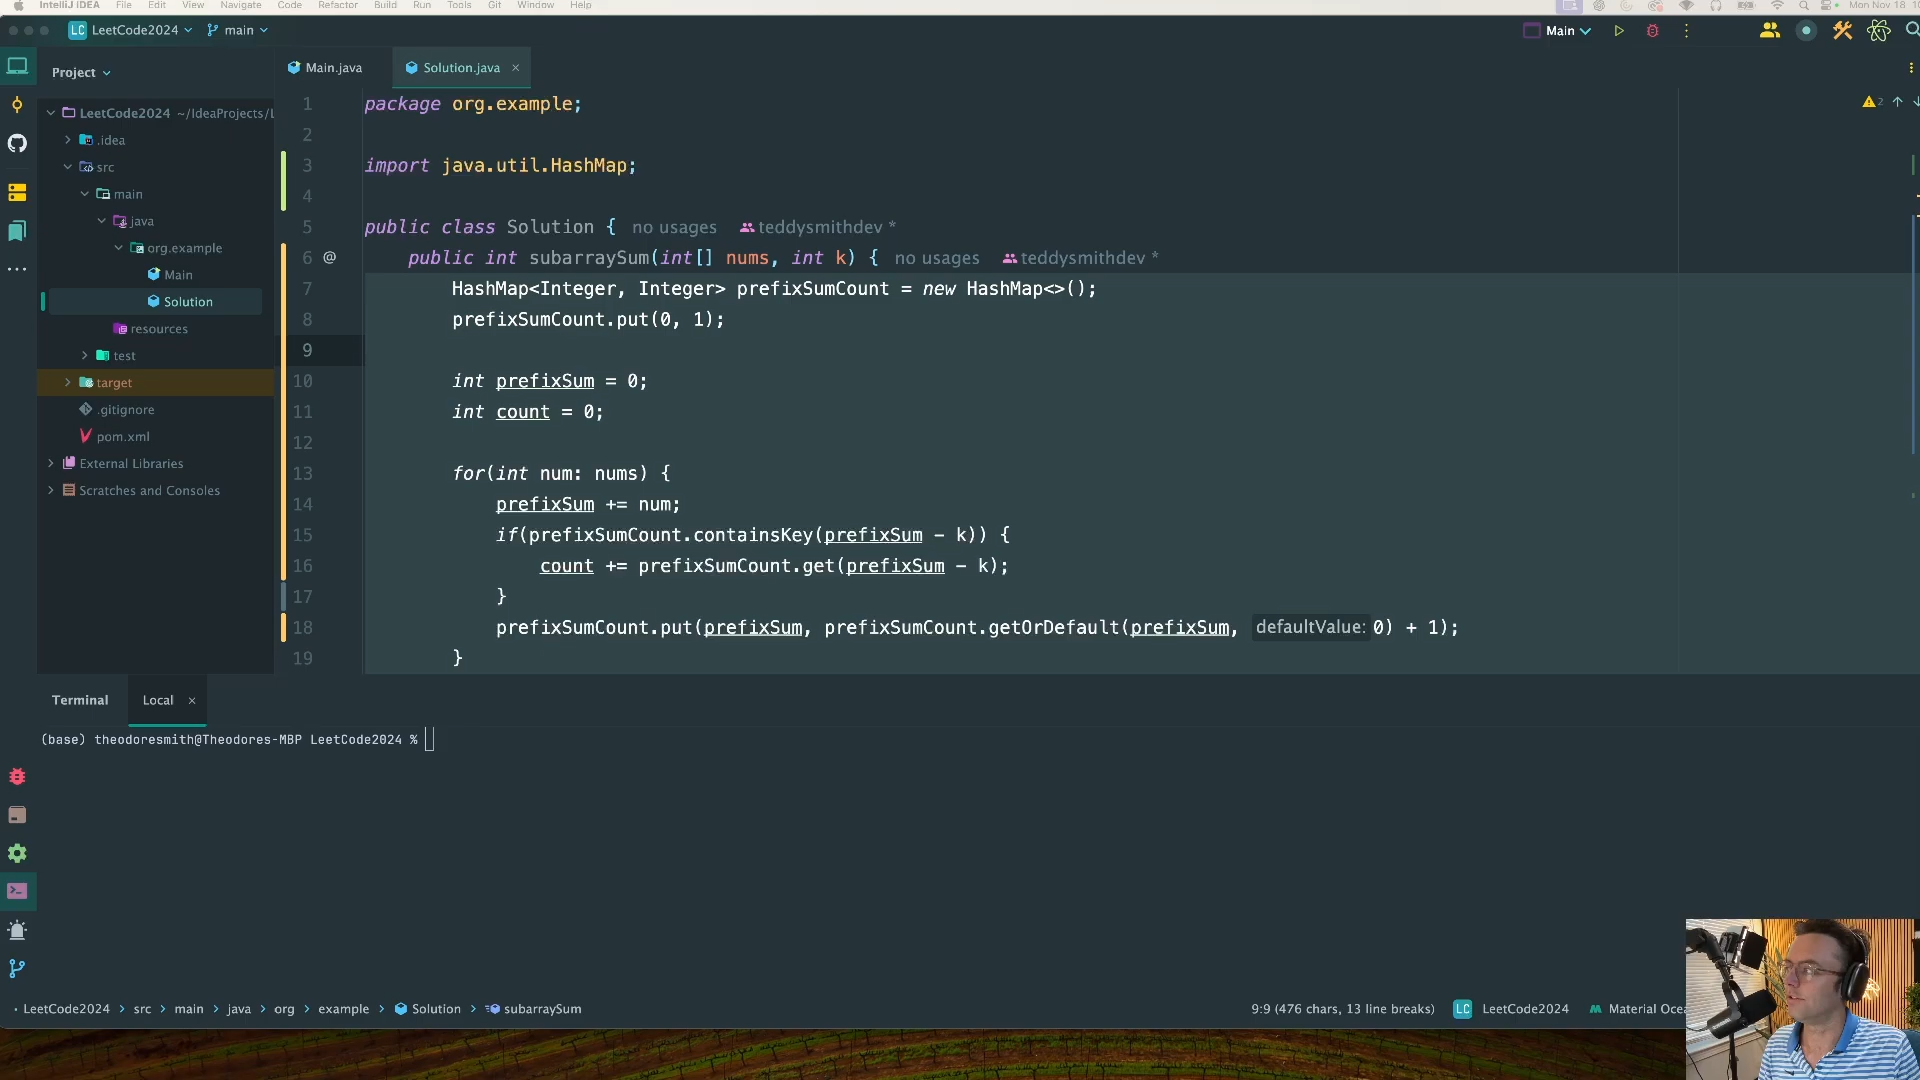 IntelliJ IDEA File Edit View Navigate Code Refactor Build Run Tools Git Window Help Mon Nov 18
LC LeetCode2024 main Main
Project
Main.java Solution.java
LeetCode2024 ~/IdeaProjects/L
.idea
src
main
java
org.example
Main
Solution
resources
test
target
.gitignore
pom.xml
External Libraries
Scratches and Consoles
2
1 package org.example;
2
3 import java.util.HashMap;
4
5 public class Solution { no usages teddysmithdev *
6 @ public int subarraySum(int[] nums, int k) { no usages teddysmithdev *
7 HashMap<Integer, Integer> prefixSumCount = new HashMap<>();
8 prefixSumCount.put(0, 1);
9
10 int prefixSum = 0;
11 int count = 0;
12
13 for(int num: nums) {
14 prefixSum += num;
15 if(prefixSumCount.containsKey(prefixSum - k)) {
16 count += prefixSumCount.get(prefixSum - k);
17 }
18 prefixSumCount.put(prefixSum, prefixSumCount.getOrDefault(prefixSum, defaultValue: 0) + 1);
19 }
Terminal Local
(base) theodoresmith@Theodores-MBP LeetCode2024 %
LeetCode2024 > src > main > java > org > example > Solution > subarraySum 9:9 (476 chars, 13 line breaks) LC LeetCode2024 Material Ocea